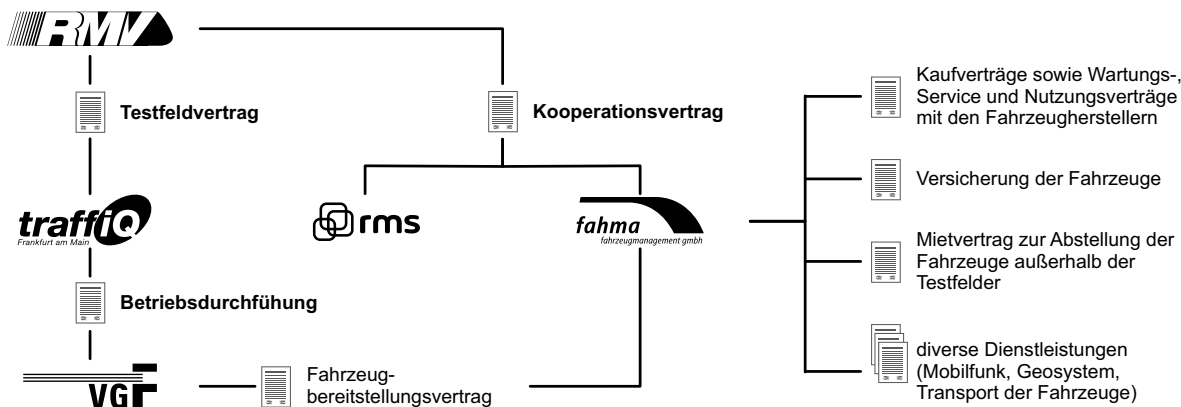 RMV
Testfeldvertrag
Kooperationsvertrag
Kaufverträge sowie Wartungs-,
Service und Nutzungsverträge
mit den Fahrzeugherstellern
Versicherung der Fahrzeuge
traffiQ
Frankfurt am Main
rms
fahma
fahrzeugmanagement gmbh
Mietvertrag zur Abstellung der
Fahrzeuge außerhalb der
Testfelder
Betriebsdurchfühung
diverse Dienstleistungen
(Mobilfunk, Geosystem,
Transport der Fahrzeuge)
VGF
Fahrzeug-
bereitstellungsvertrag